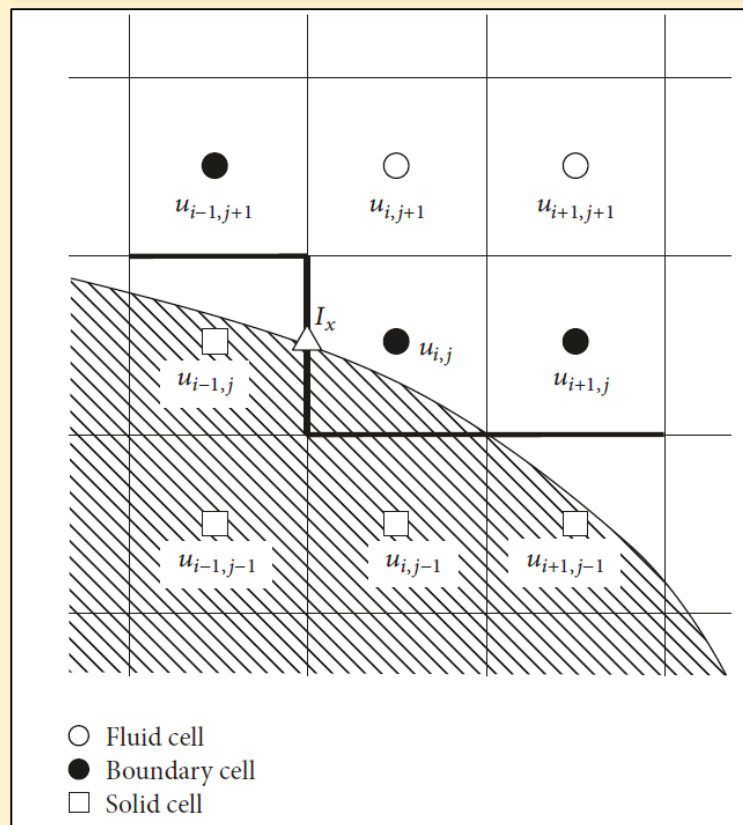 u_{i−1,j+1} u_{i,j+1} u_{i+1,j+1}
I_x
u_{i,j}
u_{i−1,j} u_{i+1,j}
u_{i−1,j−1} u_{i,j−1} u_{i+1,j−1}
Fluid cell
Boundary cell
Solid cell